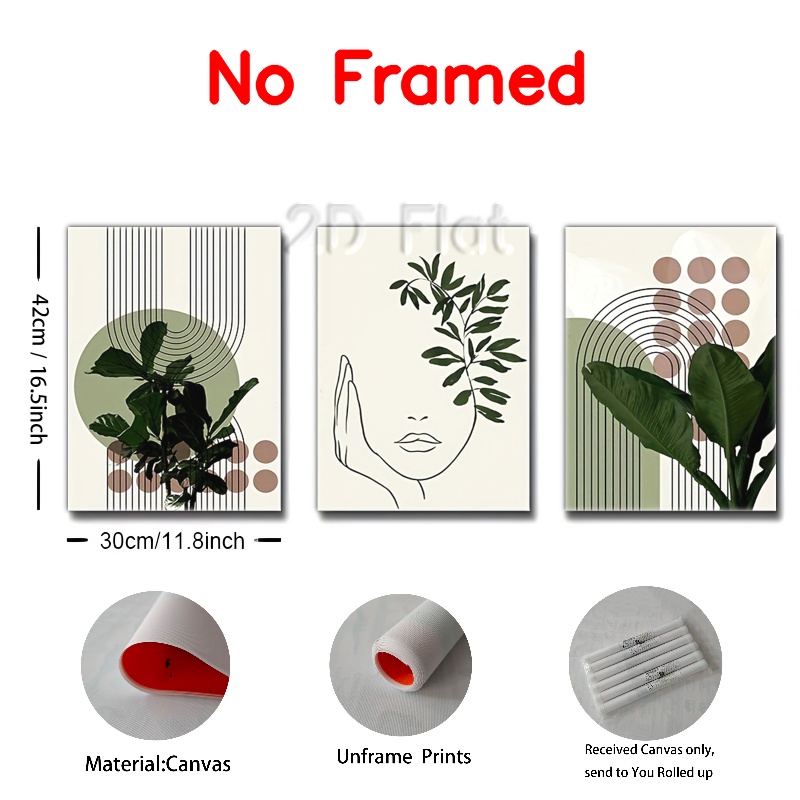 No Framed
2D Flat
42cm / 16.5inch
30cm/11.8inch
Material:Canvas
Unframe Prints
Received Canvas only,
send to You Rolled up